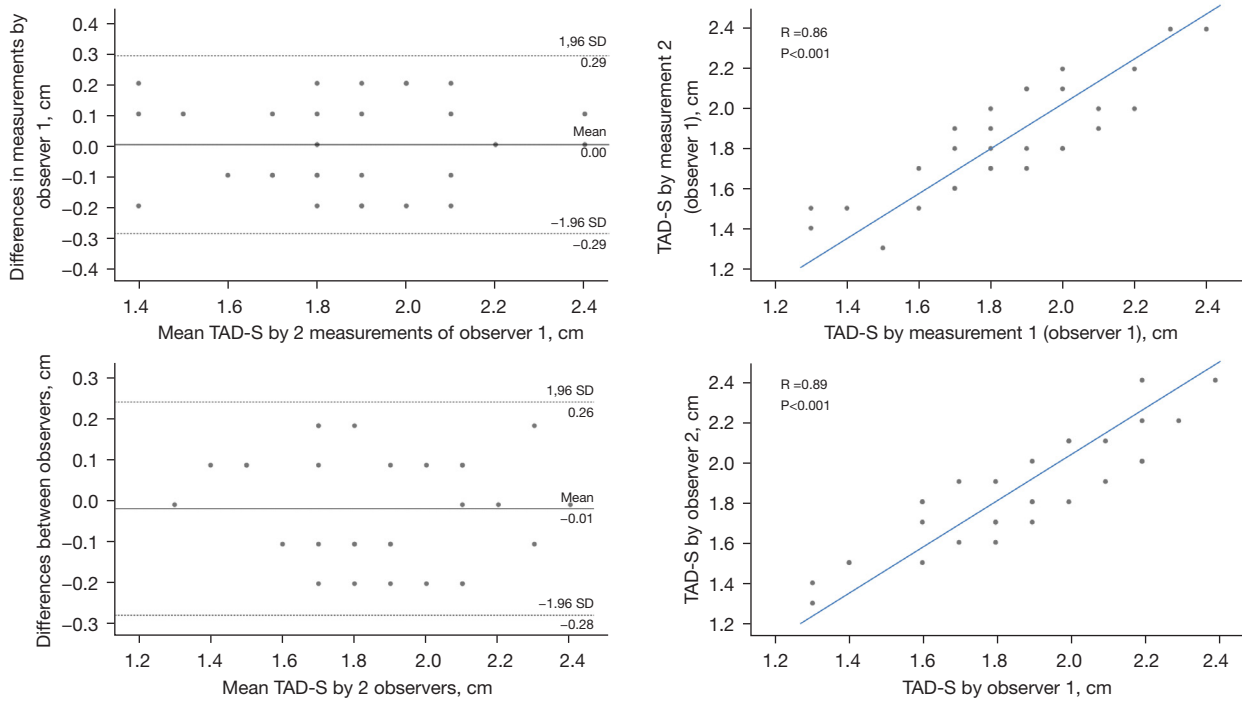 Differences in measurements by
observer 1, cm
0.4
0.3
0.2
0.1
0.0
−0.1
−0.2
−0.3
−0.4
1,96 SD
0.29
Mean
0.00
−1.96 SD
−0.29
1.4 1.6 1.8 2.0 2.2 2.4
Mean TAD-S by 2 measurements of observer 1, cm
TAD-S by measurement 2
(observer 1), cm
2.4
2.2
2.0
1.8
1.6
1.4
1.2
R =0.86
P<0.001
1.2 1.4 1.6 1.8 2.0 2.2 2.4
TAD-S by measurement 1 (observer 1), cm
Differences between observers, cm
0.3
0.2
0.1
0.0
−0.1
−0.2
−0.3
1,96 SD
0.26
Mean
−0.01
−1.96 SD
−0.28
1.2 1.4 1.6 1.8 2.0 2.2 2.4
Mean TAD-S by 2 observers, cm
TAD-S by observer 2, cm
2.4
2.2
2.0
1.8
1.6
1.4
1.2
R =0.89
P<0.001
1.2 1.4 1.6 1.8 2.0 2.2 2.4
TAD-S by observer 1, cm